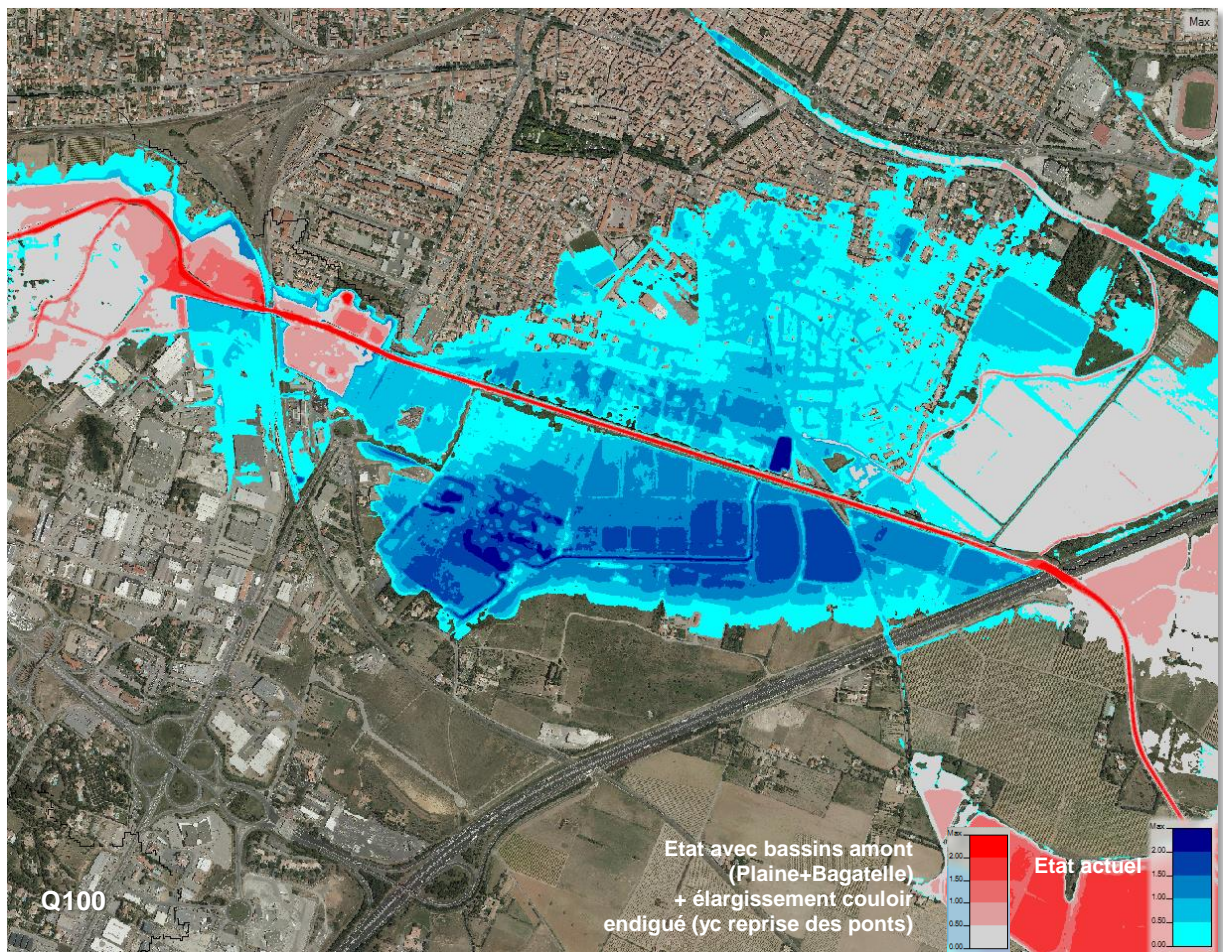 Max
Etat avec bassins amont
(Plaine+Bagatelle)
+ élargissement couloir
endigué (yc reprise des ponts)
Q100
Max
2.00
1.50
1.00
0.50
0.00
Etat actuel
Max
2.00
1.50
1.00
0.50
0.00